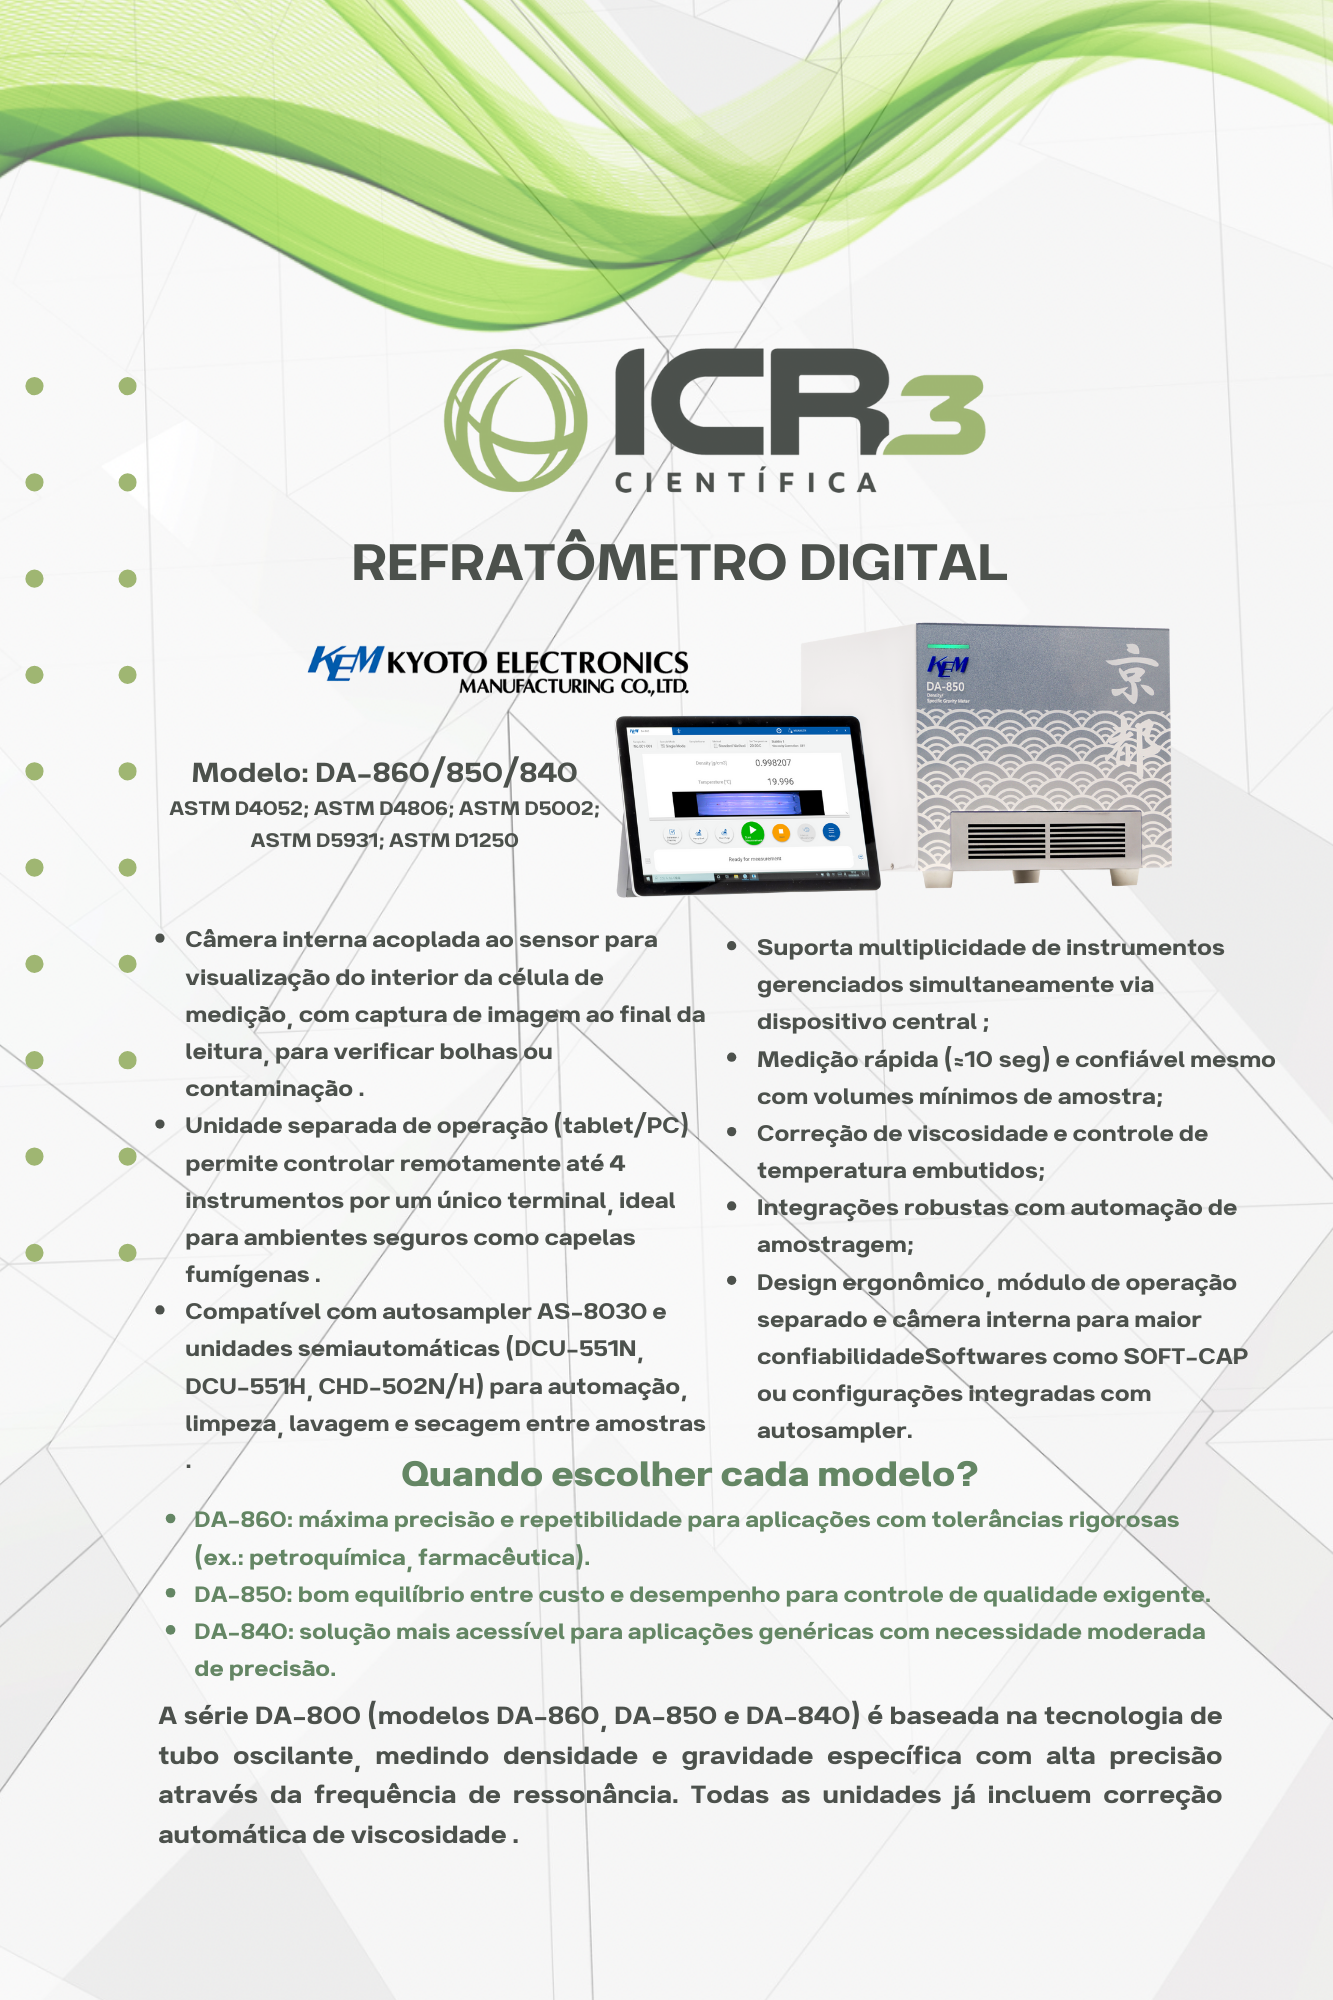 ICR3
CIENTÍFICA
REFRATÔMETRO DIGITAL
KEM KYOTO ELECTRONICS
MANUFACTURING CO.,LTD.
KEM
DA-850
Density/
Specific Gravity Meter
京
都
Modelo: DA-860/850/840
ASTM D4052; ASTM D4806; ASTM D5002;
ASTM D5931; ASTM D1250
Density [g/cm3] 0.998207
Temperature [°C] 19.996
Ready for measurement
Câmera interna acoplada ao sensor para
visualização do interior da célula de
medição, com captura de imagem ao final da
leitura, para verificar bolhas ou
contaminação .
Unidade separada de operação (tablet/PC)
permite controlar remotamente até 4
instrumentos por um único terminal, ideal
para ambientes seguros como capelas
fumígenas .
Compatível com autosampler AS-8030 e
unidades semiautomáticas (DCU-551N,
DCU-551H, CHD-502N/H) para automação,
limpeza, lavagem e secagem entre amostras
.
Suporta multiplicidade de instrumentos
gerenciados simultaneamente via
dispositivo central ;
Medição rápida (≈10 seg) e confiável mesmo
com volumes mínimos de amostra;
Correção de viscosidade e controle de
temperatura embutidos;
Integrações robustas com automação de
amostragem;
Design ergonômico, módulo de operação
separado e câmera interna para maior
confiabilidadeSoftwares como SOFT-CAP
ou configurações integradas com
autosampler.
Quando escolher cada modelo?
DA-860: máxima precisão e repetibilidade para aplicações com tolerâncias rigorosas
(ex.: petroquímica, farmacêutica).
DA-850: bom equilíbrio entre custo e desempenho para controle de qualidade exigente.
DA-840: solução mais acessível para aplicações genéricas com necessidade moderada
de precisão.
A série DA-800 (modelos DA-860, DA-850 e DA-840) é baseada na tecnologia de
tubo oscilante, medindo densidade e gravidade específica com alta precisão
através da frequência de ressonância. Todas as unidades já incluem correção
automática de viscosidade .